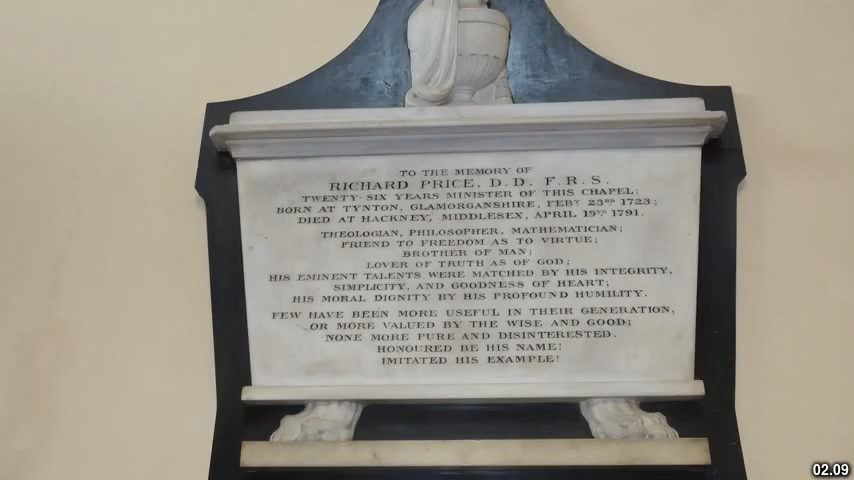 TO THE MEMORY OF
RICHARD PRICE, D.D. F.R.S.
TWENTY-SIX YEARS MINISTER OF THIS CHAPEL;
BORN AT TYNTON, GLAMORGANSHIRE, FEBY 23RD 1723;
DIED AT HACKNEY, MIDDLESEX, APRIL 19TH 1791.
THEOLOGIAN, PHILOSOPHER, MATHEMATICIAN;
FRIEND TO FREEDOM AS TO VIRTUE;
BROTHER OF MAN;
LOVER OF TRUTH AS OF GOD;
HIS EMINENT TALENTS WERE MATCHED BY HIS INTEGRITY,
SIMPLICITY, AND GOODNESS OF HEART;
HIS MORAL DIGNITY BY HIS PROFOUND HUMILITY.
FEW HAVE BEEN MORE USEFUL IN THEIR GENERATION,
OR MORE VALUED BY THE WISE AND GOOD;
NONE MORE PURE AND DISINTERESTED.
HONOURED BE HIS NAME!
IMITATED HIS EXAMPLE!
02.09